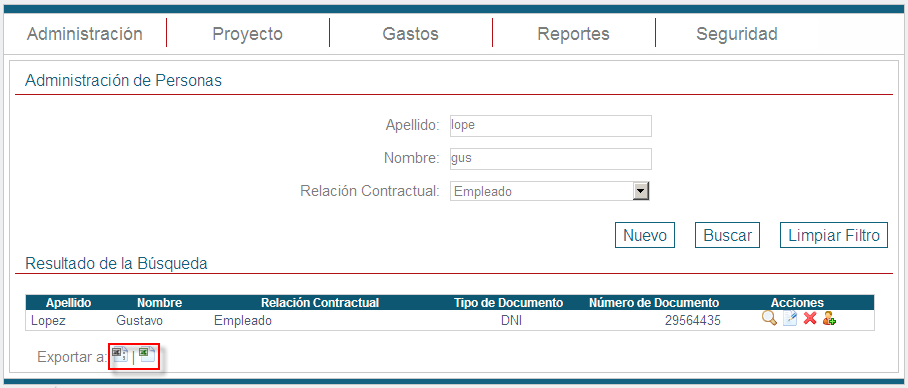 Administración Proyecto Gastos Reportes Seguridad
Administración de Personas
Apellido: lope
Nombre: gus
Relación Contractual: Empleado
Nuevo Buscar Limpiar Filtro
Resultado de la Búsqueda
Apellido Nombre Relación Contractual Tipo de Documento Número de Documento Acciones
Lopez Gustavo Empleado DNI 29564435
Exportar a: |